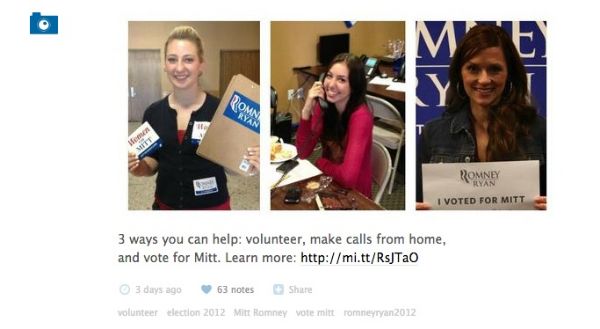 Women
for
MITT
ROMNEY
RYAN
ROMNEY
RYAN
I VOTED FOR MITT
3 ways you can help: volunteer, make calls from home,
and vote for Mitt. Learn more: http://mi.tt/RsJTaO
3 days ago 63 notes Share
volunteer election 2012 Mitt Romney vote mitt romneyryan2012